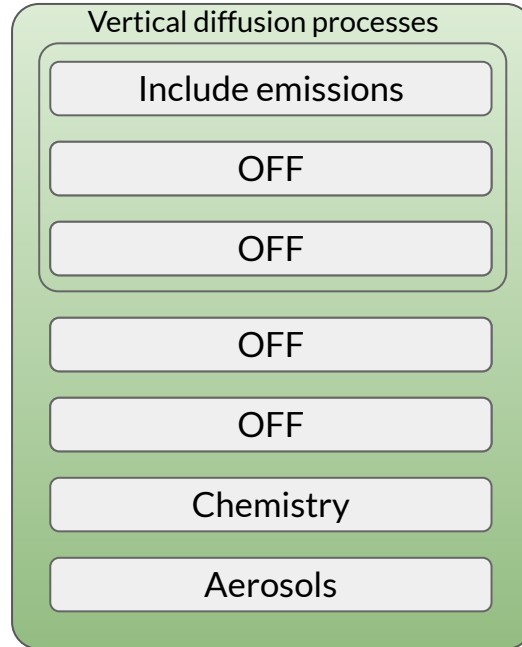 Vertical diffusion processes
Include emissions
OFF
OFF
OFF
OFF
Chemistry
Aerosols